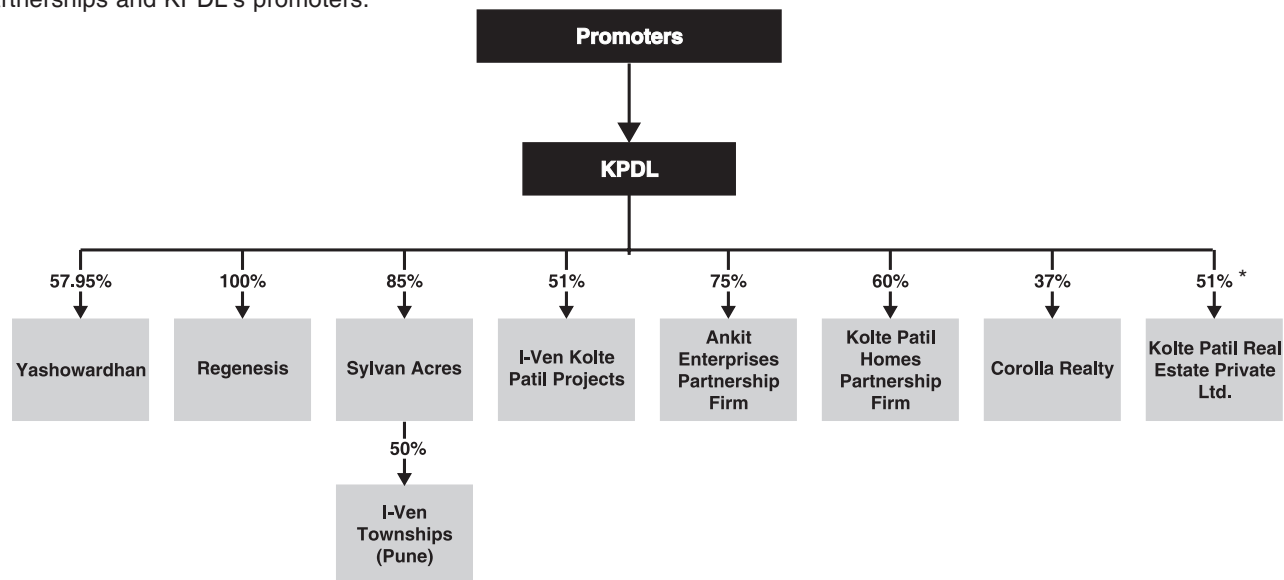 artnerships and KPDL's promoters.
Promoters
KPDL
57.95%
100%
85%
51%
75%
60%
37%
51% *
Yashowardhan
Regenesis
Sylvan Acres
I-Ven Kolte
Patil Projects
Ankit
Enterprises
Partnership
Firm
Kolte Patil
Homes
Partnership
Firm
Corolla Realty
Kolte Patil Real
Estate Private
Ltd.
50%
I-Ven
Townships
(Pune)